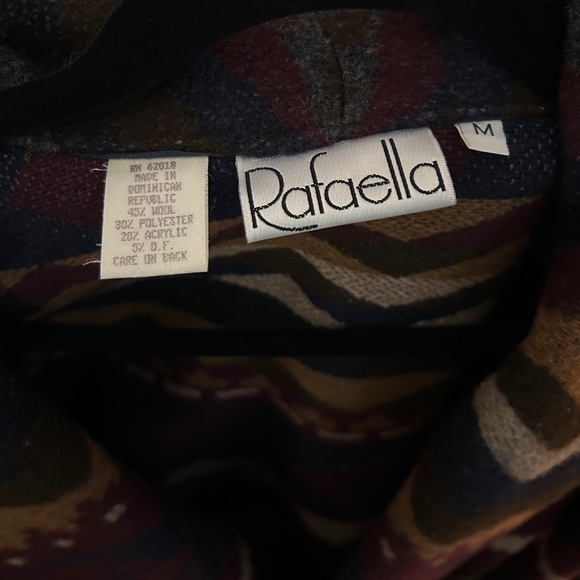 RN 62018
MADE IN
DOMINICAN
REPUBLIC
45% WOOL
30% POLYESTER
20% ACRYLIC
5% O.F.
CARE ON BACK
Rafaella
M